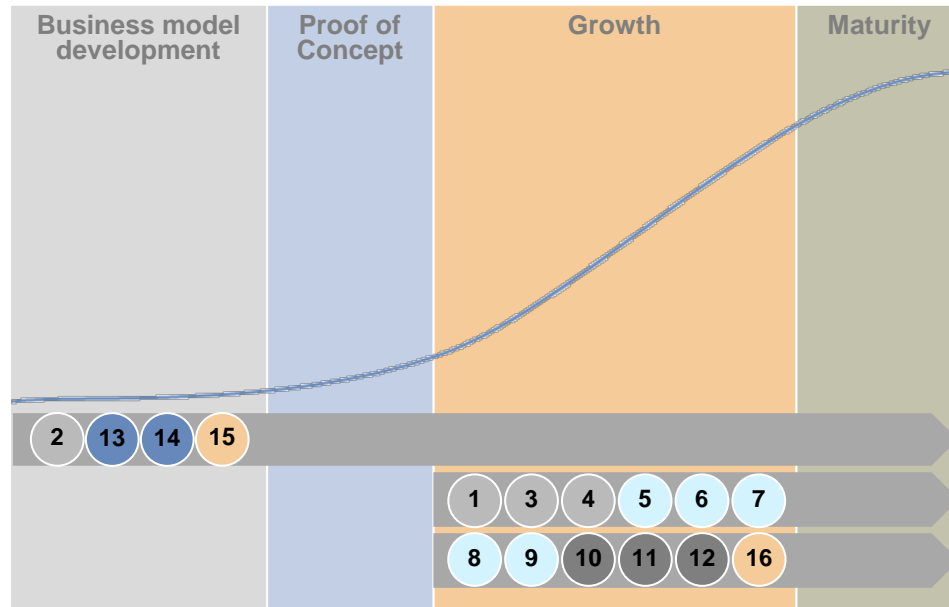 Business model
development
Proof of
Concept
Growth
Maturity
2 13 14 15
1 3 4 5 6 7
8 9 10 11 12 16